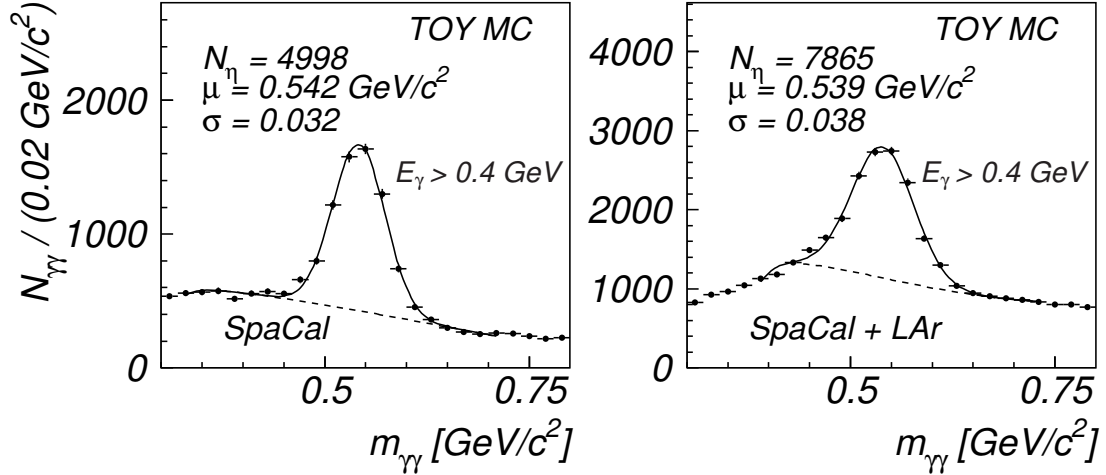 N_γγ / (0.02 GeV/c²)
TOY MC
N_η = 4998
μ = 0.542 GeV/c²
σ = 0.032
E_γ > 0.4 GeV
SpaCal
2000
1000
0
0.5
0.75
m_γγ [GeV/c²]
TOY MC
N_η = 7865
μ = 0.539 GeV/c²
σ = 0.038
E_γ > 0.4 GeV
SpaCal + LAr
4000
3000
2000
1000
0
0.5
0.75
m_γγ [GeV/c²]